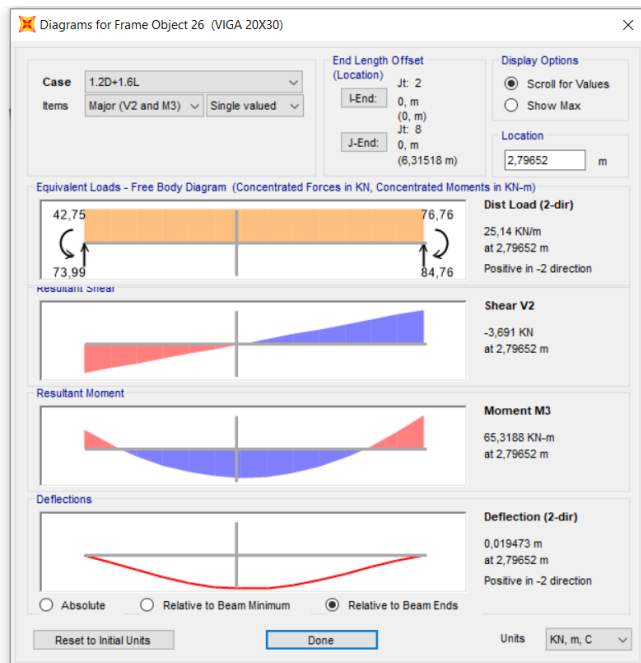 Diagrams for Frame Object 26 (VIGA 20X30)
Case
1.2D+1.6L
Items
Major (V2 and M3)
Single valued
End Length Offset
(Location)
I-End:
Jt: 2
0, m
(0, m)
J-End:
Jt: 8
0, m
(6,31518 m)
Display Options
Scroll for Values
Show Max
Location
2,79652
m
Equivalent Loads - Free Body Diagram (Concentrated Forces in KN, Concentrated Moments in KN-m)
42,75
76,76
73,99
84,76
Dist Load (2-dir)
25,14 KN/m
at 2,79652 m
Positive in -2 direction
Resultant Shear
Shear V2
-3,691 KN
at 2,79652 m
Resultant Moment
Moment M3
65,3188 KN-m
at 2,79652 m
Deflections
Deflection (2-dir)
0,019473 m
at 2,79652 m
Positive in -2 direction
Absolute
Relative to Beam Minimum
Relative to Beam Ends
Reset to Initial Units
Done
Units
KN, m, C